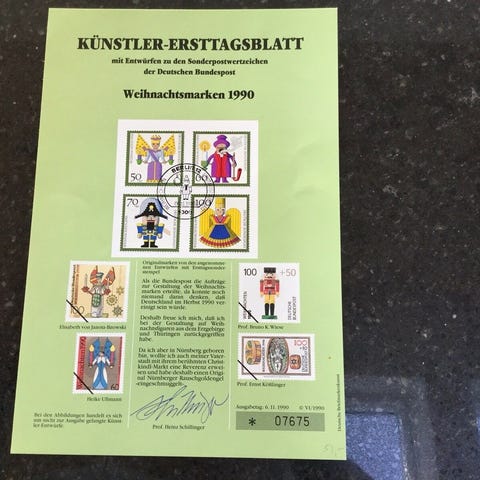 KÜNSTLER-ERSTTAGSBLATT
mit Entwürfen zu den Sonderpostwertzeichen
der Deutschen Bundespost
Weihnachtsmarken 1990
50
60
70
100
BERLIN 12
Originalmarken von den angenommenen
Entwürfen mit Ersttagssonderstempel
Als die Bundespost die Aufträge
zur Gestaltung der Weihnachtsmarken
erteilte, da konnte noch
niemand daran denken, daß
Deutschland im Herbst 1990 vereinigt
sein würde.
Deshalb freue ich mich, daß ich
bei der Gestaltung auf Weihnachtsfiguren
aus dem Erzgebirge
und Thüringen zurückgegriffen
habe.
Da ich aber in Nürnberg geboren
bin, wollte ich auch meiner Vaterstadt
mit ihrem berühmten Christkindl-Markt
eine Reverenz erweisen
und habe deshalb einen Original
Nürnberger Rauschgoldengel
eingeschmuggelt."
Prof. Heinz Schillinger
Elisabeth von Janota-Bzowski
Heike Ullmann
100 +50
DEUTSCHE BUNDESPOST
Prof. Bruno K. Wiese
100
Prof. Ernst Kößlinger
Bei den Abbildungen handelt es sich
um nicht zur Ausgabe gelangte Künstler-Entwürfe.
Ausgabetag: 6. 11. 1990 © VI/1990
* 07675